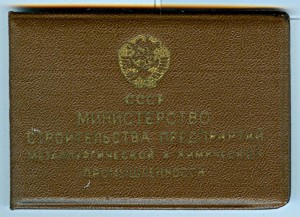 СССР
МИНИСТЕРСТВО
СТРОИТЕЛЬСТВА ПРЕДПРИЯТИЙ
МЕТАЛЛУРГИЧЕСКОЙ И ХИМИЧЕСКОЙ
ПРОМЫШЛЕННОСТИ